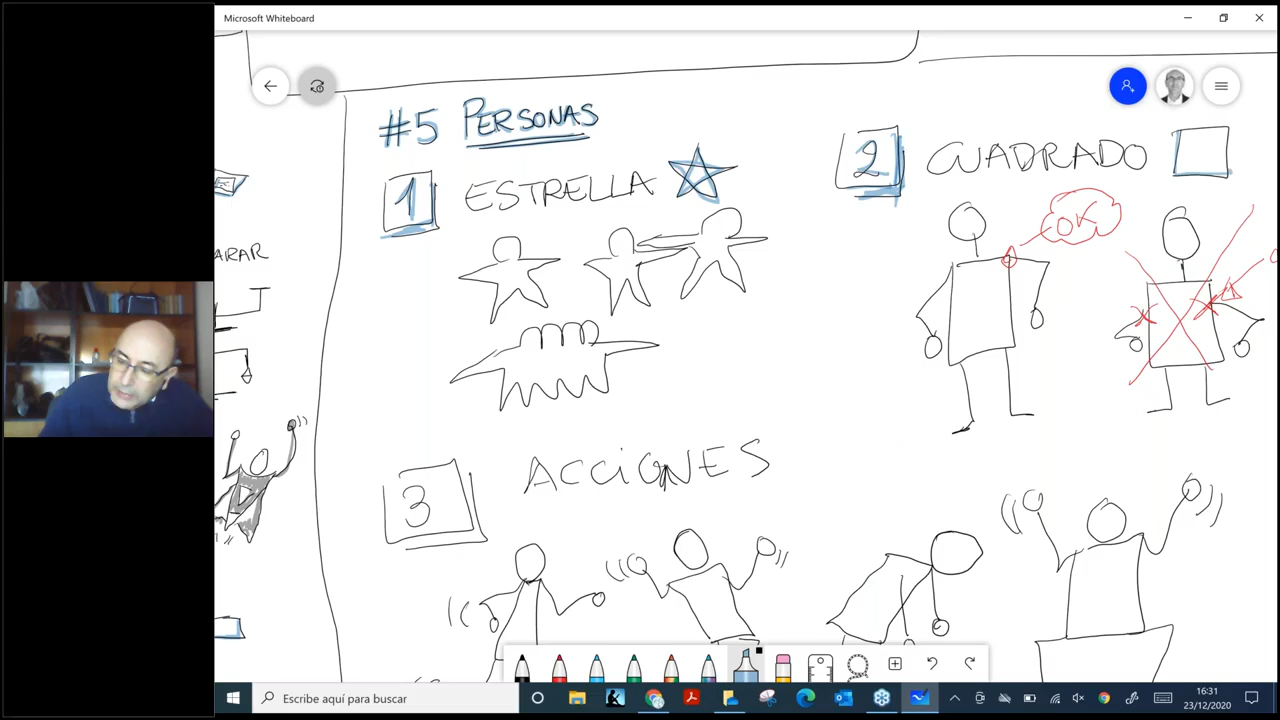 Microsoft Whiteboard
#5 PERSONAS
1 ESTRELLA
2 CUADRADO
OK
ARAR
3 ACCIONES
Escribe aquí para buscar
16:31
23/12/2020